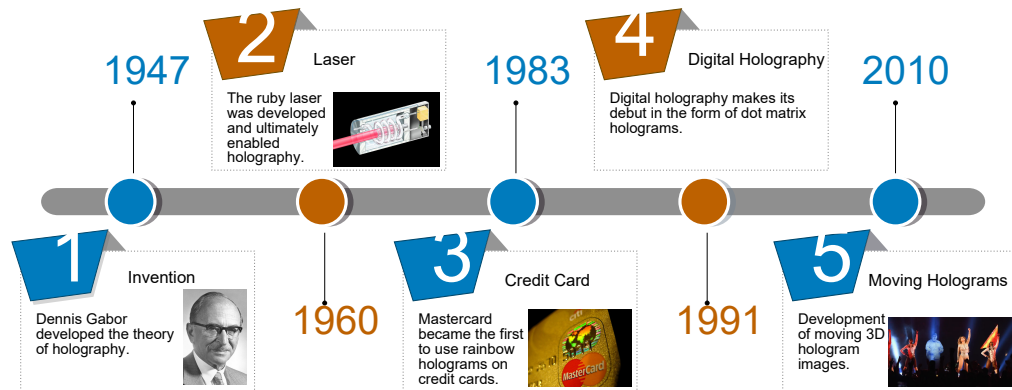 1947
1
Invention
Dennis Gabor
developed the theory
of holography.
2
Laser
The ruby laser
was developed
and ultimately
enabled
holography.
1960
1983
3
Credit Card
Mastercard
became the first
to use rainbow
holograms on
credit cards.
MasterCard
4
Digital Holography
Digital holography makes its
debut in the form of dot matrix
holograms.
1991
2010
5
Moving Holograms
Development
of moving 3D
hologram
images.